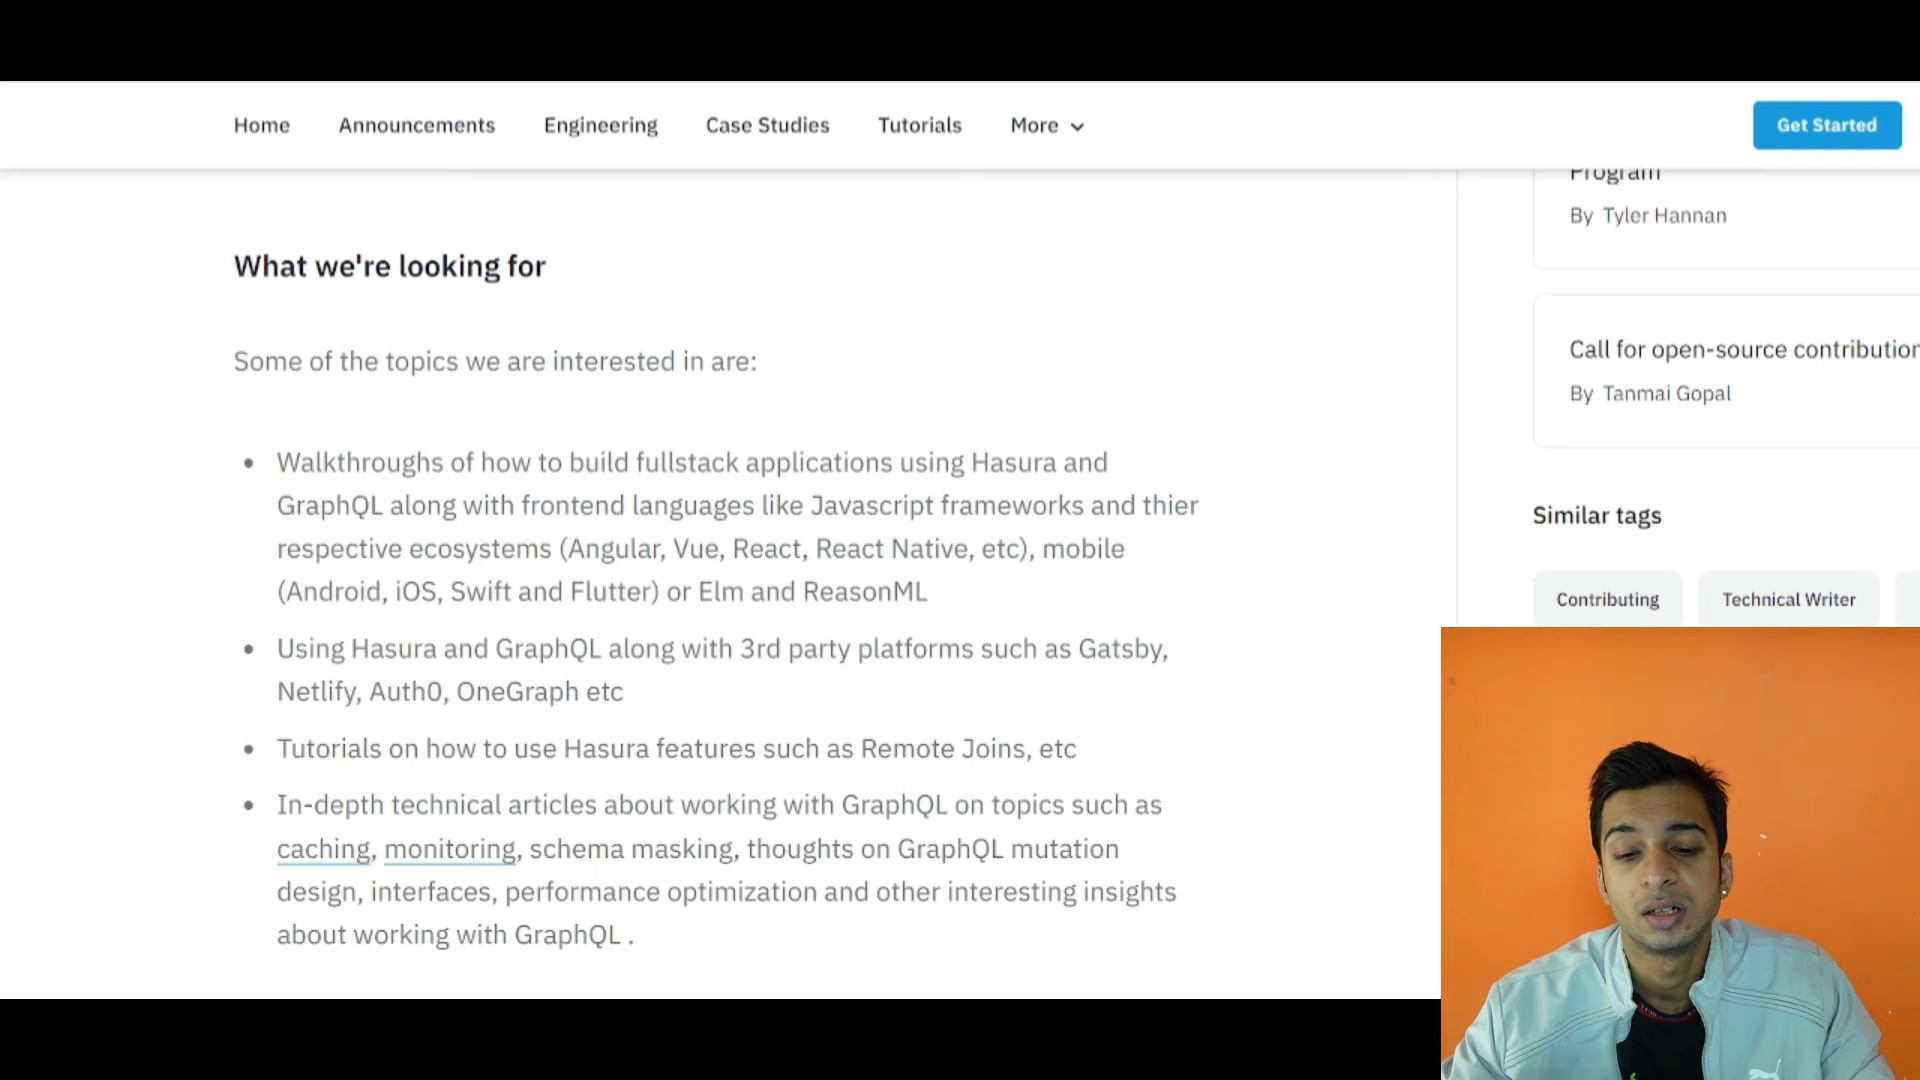 Home Announcements Engineering Case Studies Tutorials More Get Started
Program
By Tyler Hannan
What we're looking for
Call for open-source contribution
By Tanmai Gopal
Some of the topics we are interested in are:
Walkthroughs of how to build fullstack applications using Hasura and
GraphQL along with frontend languages like Javascript frameworks and thier
respective ecosystems (Angular, Vue, React, React Native, etc), mobile
(Android, iOS, Swift and Flutter) or Elm and ReasonML
Using Hasura and GraphQL along with 3rd party platforms such as Gatsby,
Netlify, Auth0, OneGraph etc
Tutorials on how to use Hasura features such as Remote Joins, etc
In-depth technical articles about working with GraphQL on topics such as
caching, monitoring, schema masking, thoughts on GraphQL mutation
design, interfaces, performance optimization and other interesting insights
about working with GraphQL .
Similar tags
Contributing Technical Writer